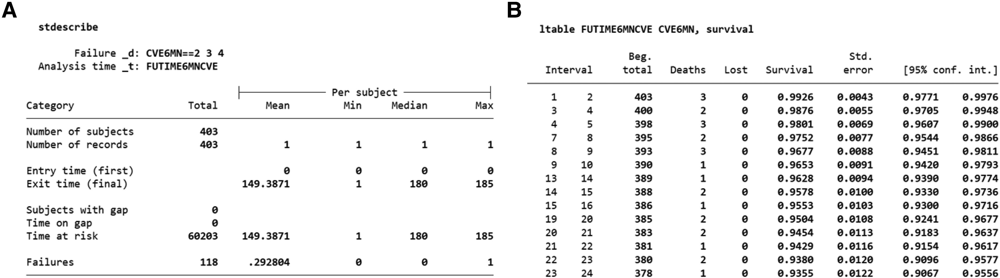 A
stdescribe
Failure _d: CVE6MN==2 3 4
Analysis time _t: FUTIME6MNCVE
Per subject
Category Total Mean Min Median Max
Number of subjects 403
Number of records 403 1 1 1 1
Entry time (first) 0 0 0 0
Exit time (final) 149.3871 1 180 185
Subjects with gap 0
Time on gap 0
Time at risk 60203 149.3871 1 180 185
Failures 118 .292804 0 0 1
B
ltable FUTIME6MNCVE CVE6MN, survival
Beg. Std.
Interval total Deaths Lost Survival error [95% conf. int.]
1 2 403 3 0 0.9926 0.0043 0.9771 0.9976
3 4 400 2 0 0.9876 0.0055 0.9705 0.9948
4 5 398 3 0 0.9801 0.0069 0.9607 0.9900
7 8 395 2 0 0.9752 0.0077 0.9544 0.9866
8 9 393 3 0 0.9677 0.0088 0.9451 0.9811
9 10 390 1 0 0.9653 0.0091 0.9420 0.9793
13 14 389 1 0 0.9628 0.0094 0.9390 0.9774
14 15 388 2 0 0.9578 0.0100 0.9330 0.9736
15 16 386 1 0 0.9553 0.0103 0.9300 0.9716
19 20 385 2 0 0.9504 0.0108 0.9241 0.9677
20 21 383 2 0 0.9454 0.0113 0.9183 0.9637
21 22 381 1 0 0.9429 0.0116 0.9154 0.9617
22 23 380 2 0 0.9380 0.0120 0.9096 0.9577
23 24 378 1 0 0.9355 0.0122 0.9067 0.9556